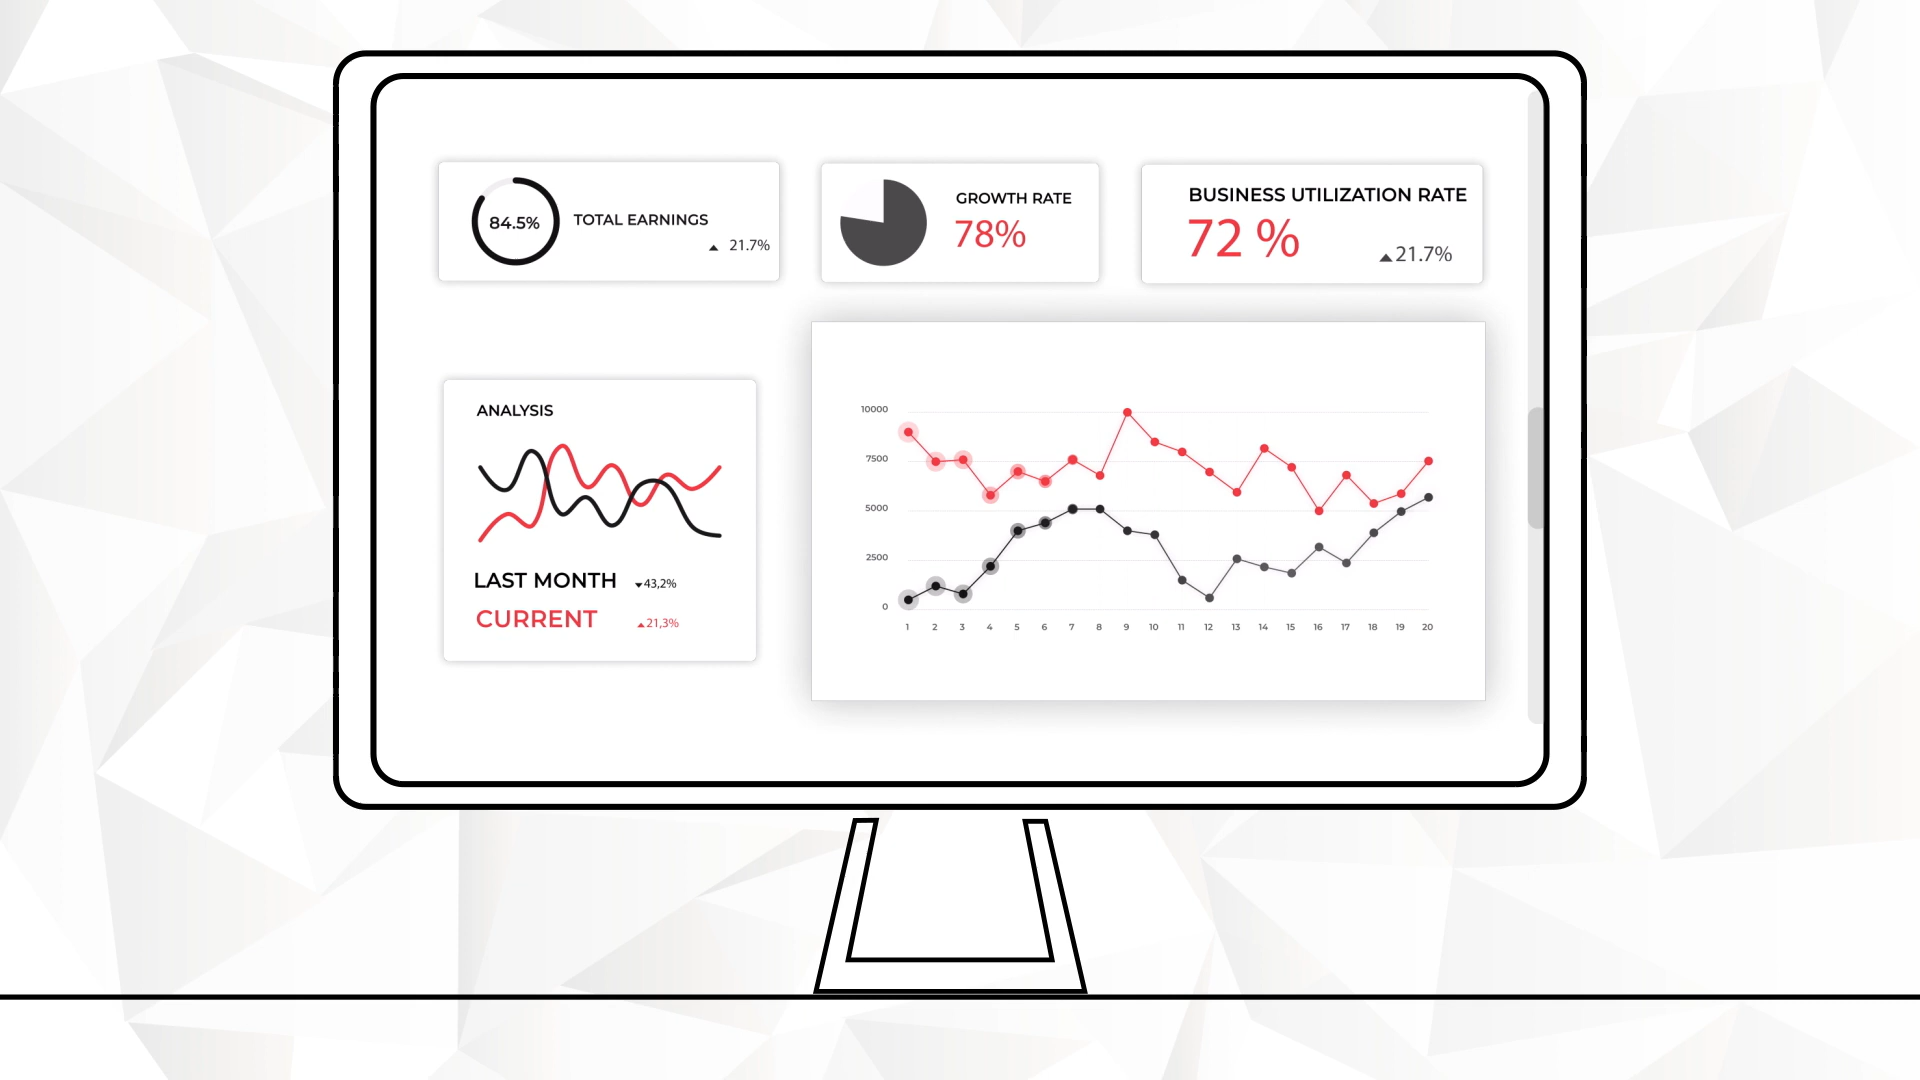 84.5%
TOTAL EARNINGS
▲ 21.7%
GROWTH RATE
78%
BUSINESS UTILIZATION RATE
72 %
▲21.7%
ANALYSIS
LAST MONTH ▼43,2%
CURRENT ▲21,3%
10000
7500
5000
2500
0
1 2 3 4 5 6 7 8 9 10 11 12 13 14 15 16 17 18 19 20